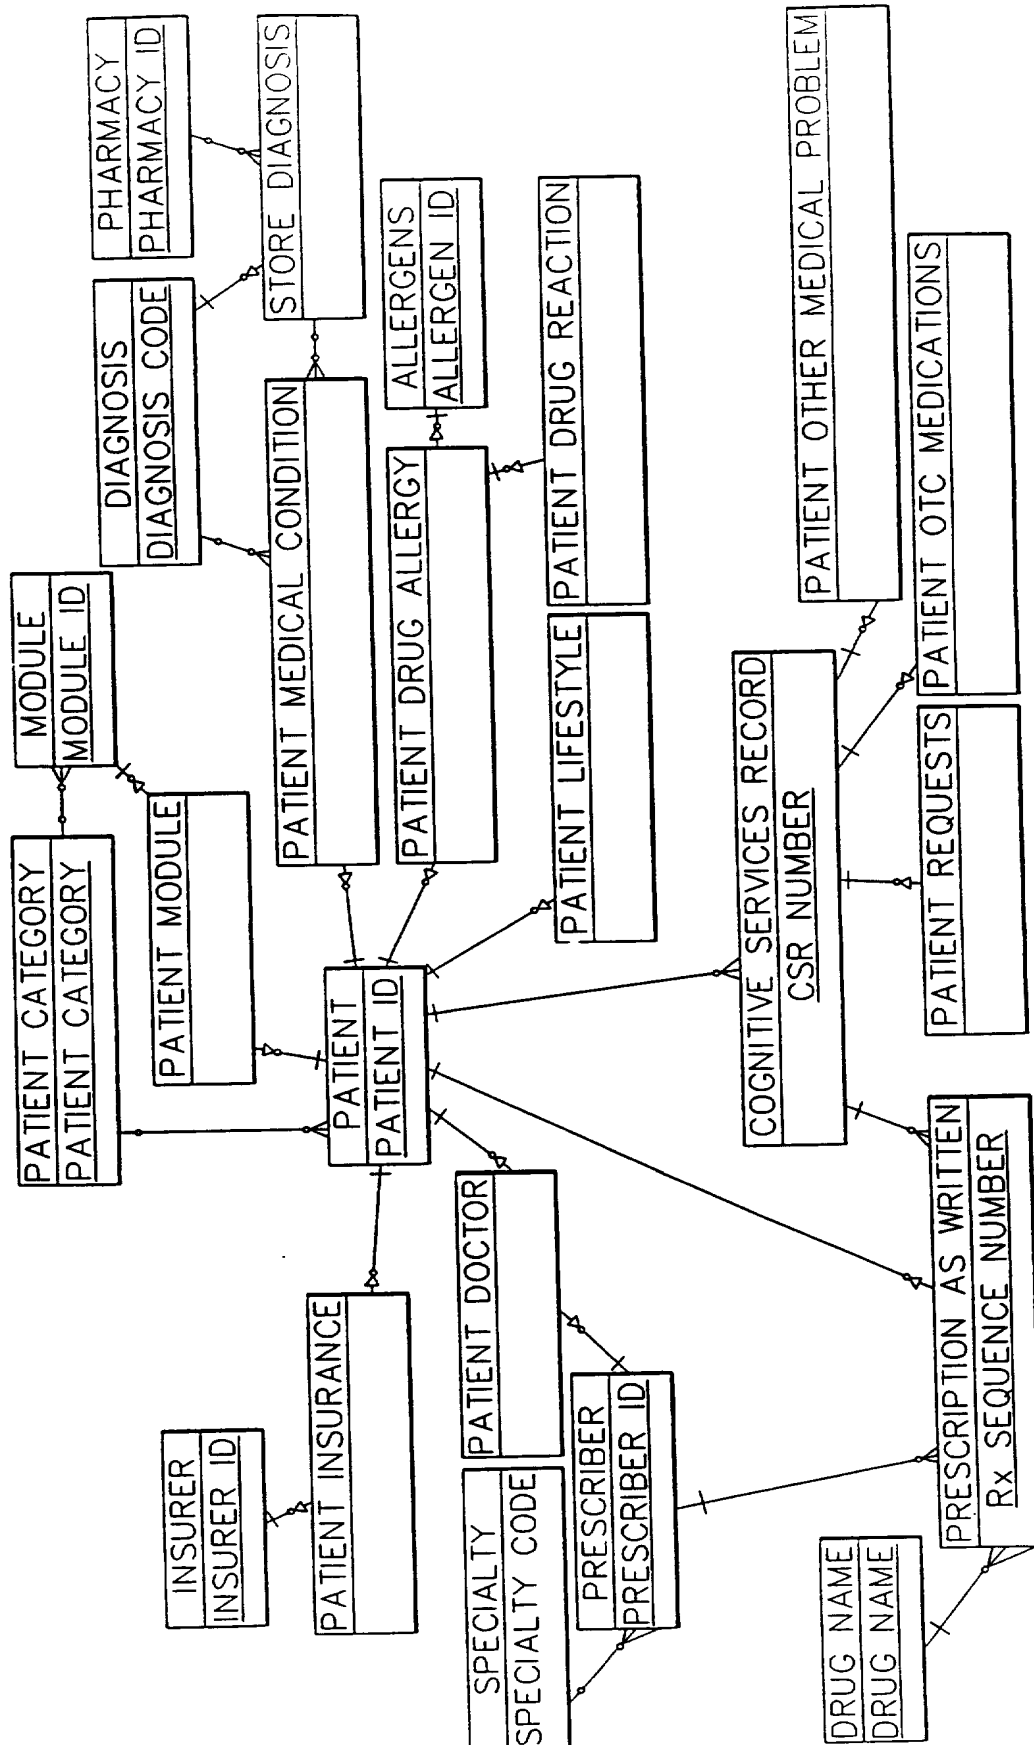 INSURER
INSURER ID
PATIENT INSURANCE
PATIENT CATEGORY
PATIENT CATEGORY
MODULE
MODULE ID
PATIENT MODULE
DIAGNOSIS
DIAGNOSIS CODE
PHARMACY
PHARMACY ID
STORE DIAGNOSIS
PATIENT MEDICAL CONDITION
PATIENT
PATIENT ID
PATIENT DRUG ALLERGY
ALLERGENS
ALLERGEN ID
PATIENT DRUG REACTION
PATIENT LIFESTYLE
PATIENT DOCTOR
SPECIALTY
SPECIALTY CODE
PRESCRIBER
PRESCRIBER ID
COGNITIVE SERVICES RECORD
CSR NUMBER
PATIENT OTHER MEDICAL PROBLEM
PATIENT OTC MEDICATIONS
PATIENT REQUESTS
PRESCRIPTION AS WRITTEN
Rx SEQUENCE NUMBER
DRUG NAME
DRUG NAME